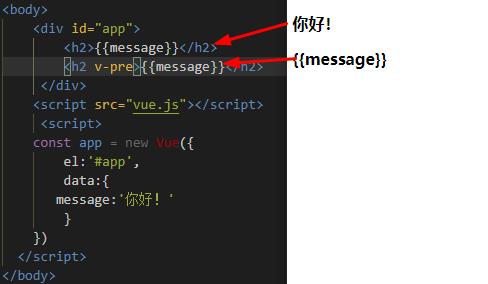 <body>
<div id="app">
<h2>{{message}}</h2>
<h2 v-pre>{{message}}</h2>
</div>
<script src="vue.js"></script>
<script>
const app = new Vue({
el:'#app',
data:{
message:'你好！'
}
})
</script>
</body>
你好！
{{message}}